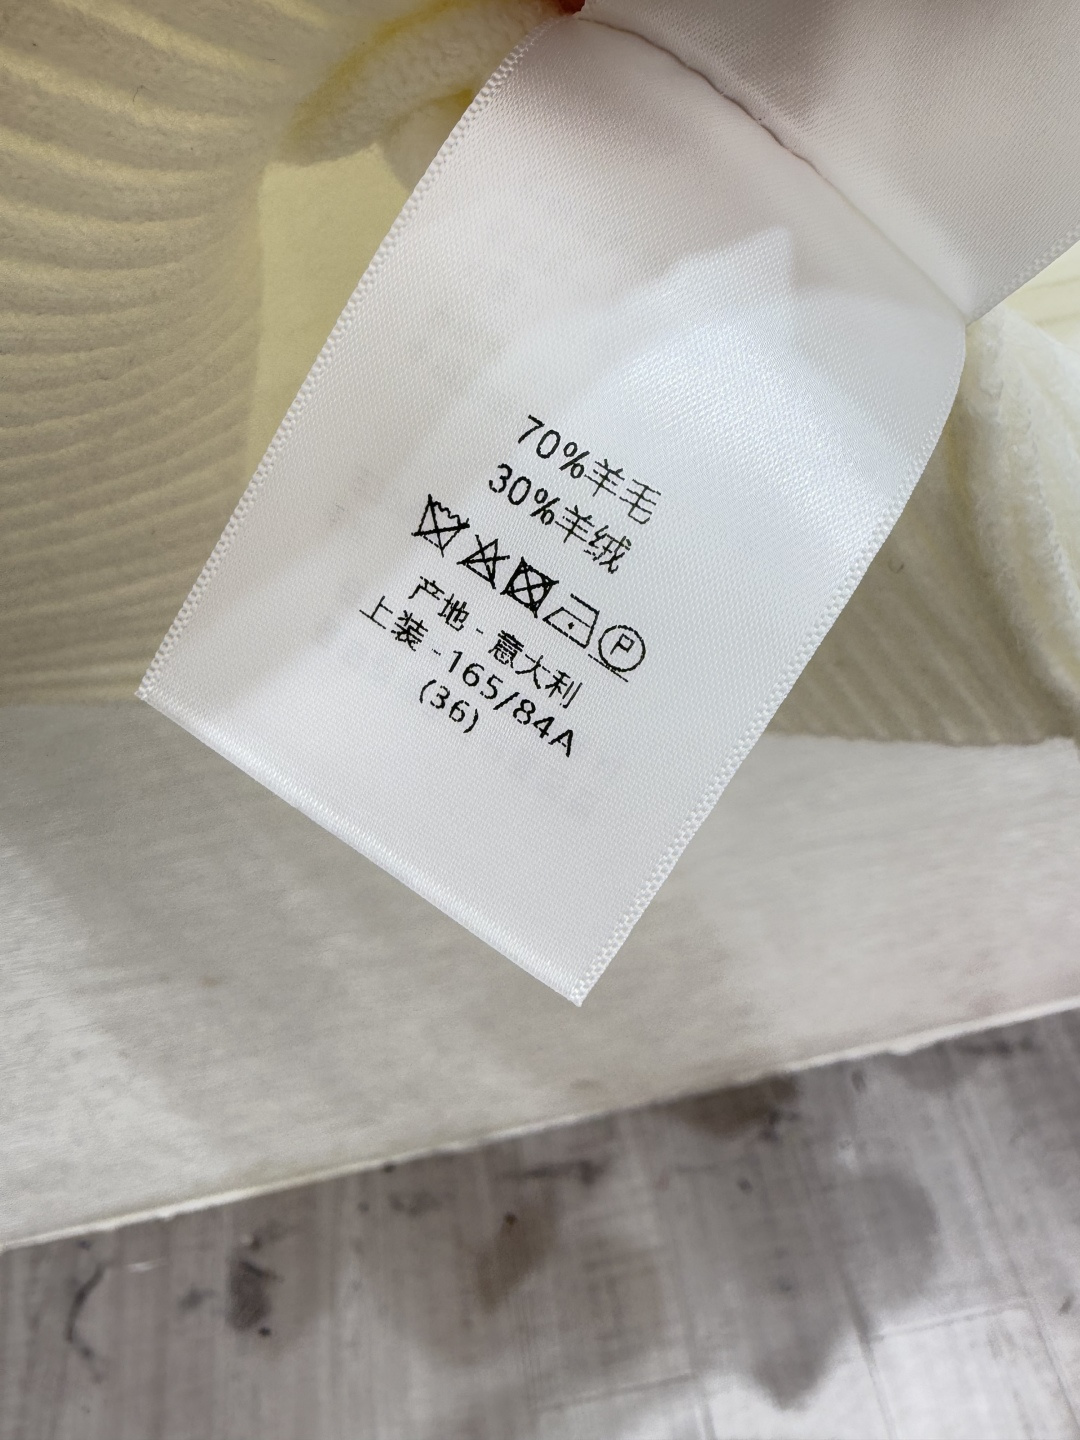 70%羊毛
30%羊绒
P
产地 - 意大利
上装 -165/84A
(36)